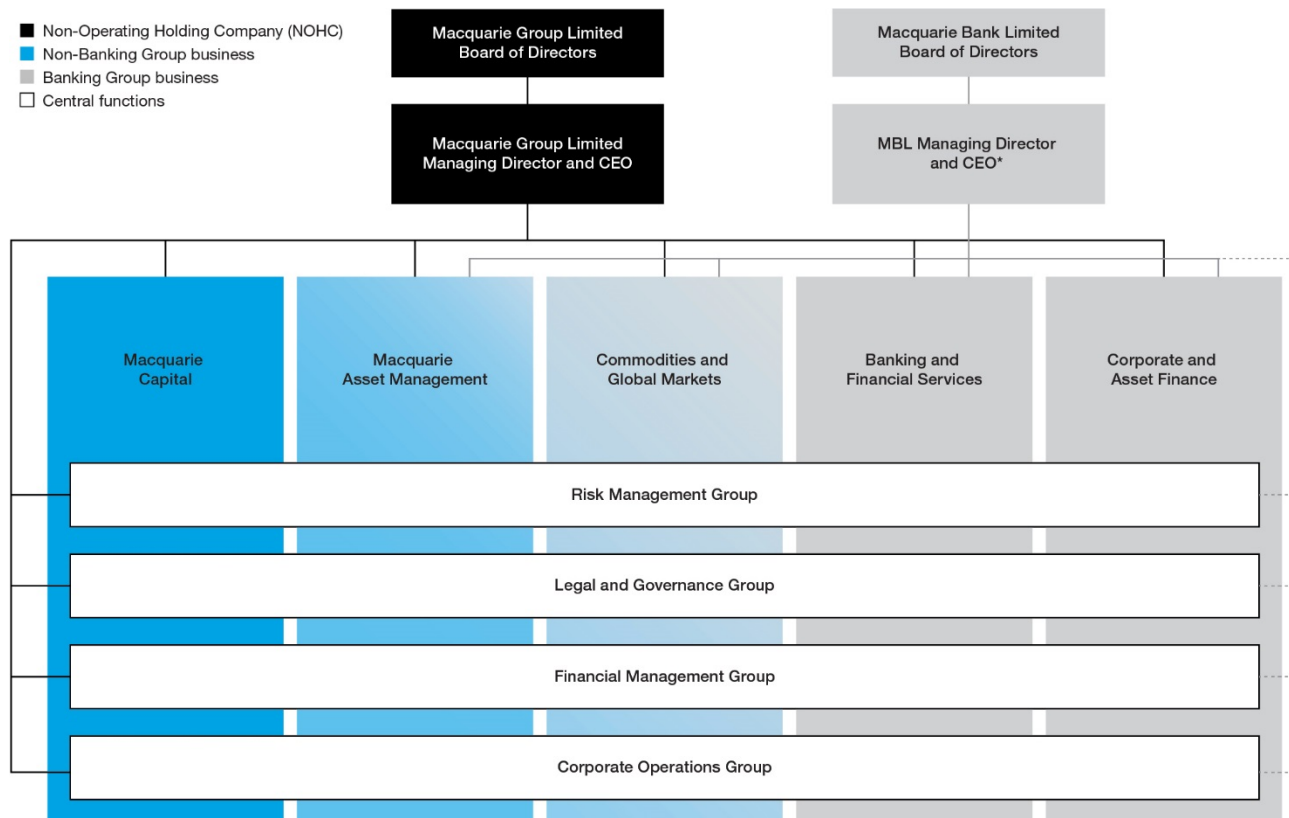 Non-Operating Holding Company (NOHC)
Non-Banking Group business
Banking Group business
Central functions
Macquarie Group Limited
Board of Directors
Macquarie Bank Limited
Board of Directors
Macquarie Group Limited
Managing Director and CEO
MBL Managing Director
and CEO*
Macquarie
Capital
Macquarie
Asset Management
Commodities and
Global Markets
Banking and
Financial Services
Corporate and
Asset Finance
Risk Management Group
Legal and Governance Group
Financial Management Group
Corporate Operations Group